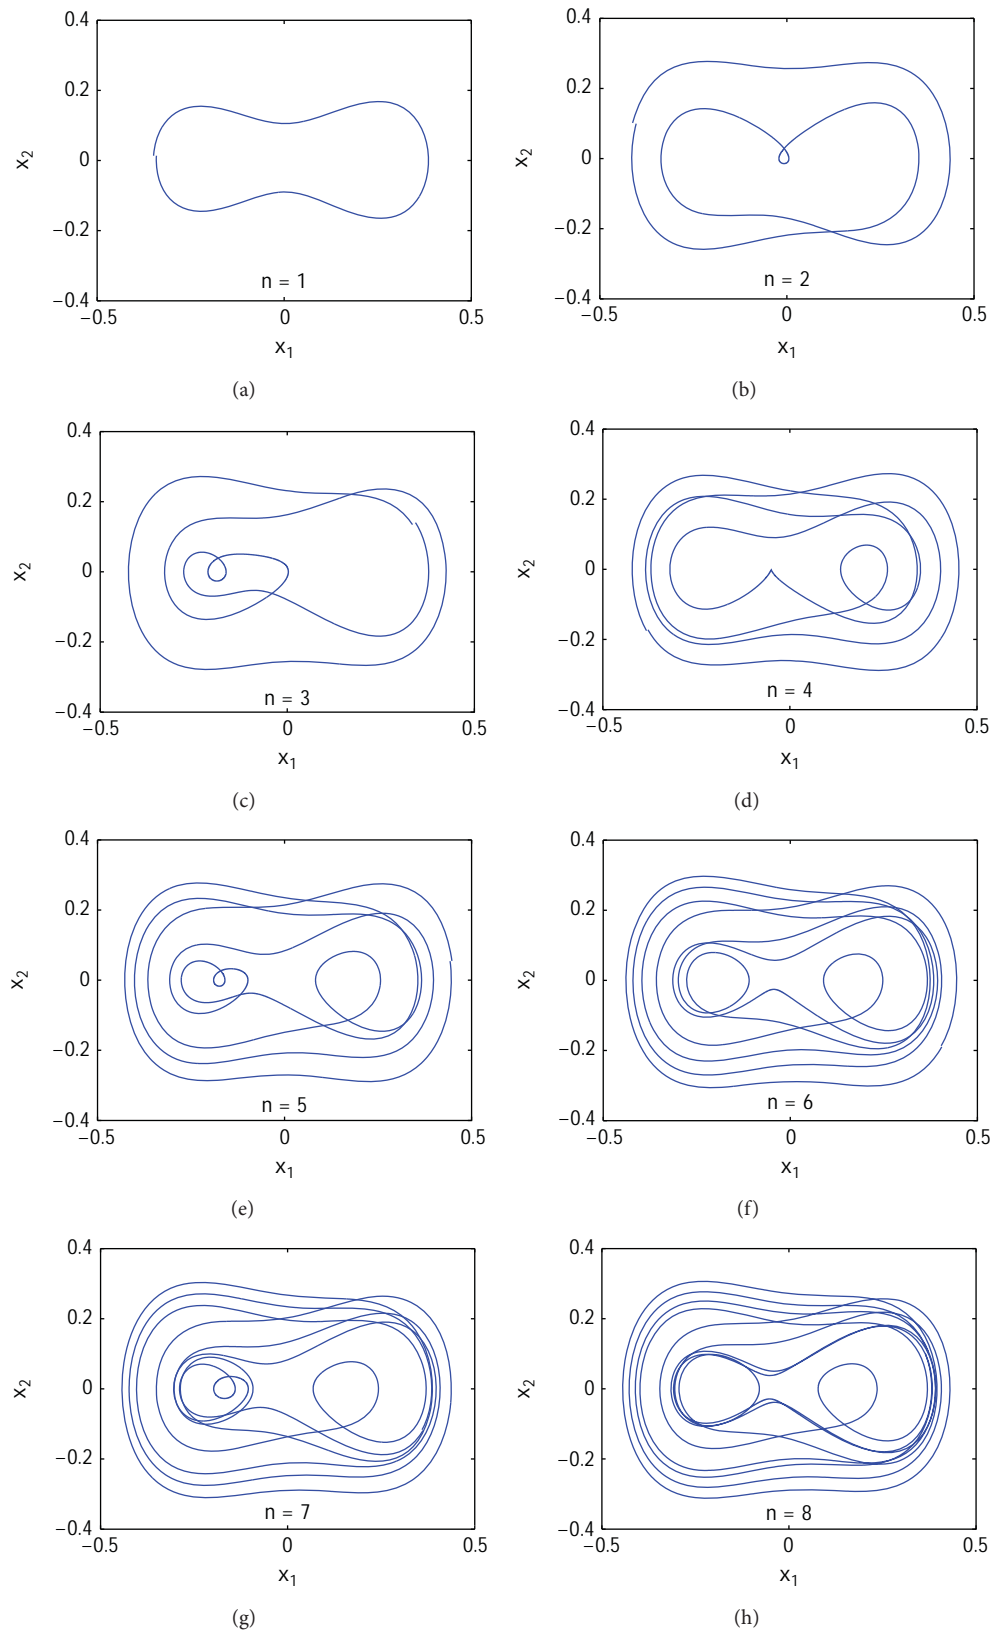 0.4
0.2
x2
0
−0.2
n = 1
−0.4
−0.5
0
0.5
x1
(a)
0.4
0.2
x2
0
−0.2
n = 2
−0.4
−0.5
0
0.5
x1
(b)
0.4
0.2
x2
0
−0.2
n = 3
−0.4
−0.5
0
0.5
x1
(c)
0.4
0.2
x2
0
−0.2
n = 4
−0.4
−0.5
0
0.5
x1
(d)
0.4
0.2
x2
0
−0.2
n = 5
−0.4
−0.5
0
0.5
x1
(e)
0.4
0.2
x2
0
−0.2
n = 6
−0.4
−0.5
0
0.5
x1
(f)
0.4
0.2
x2
0
−0.2
n = 7
−0.4
−0.5
0
0.5
x1
(g)
0.4
0.2
x2
0
−0.2
n = 8
−0.4
−0.5
0
0.5
x1
(h)